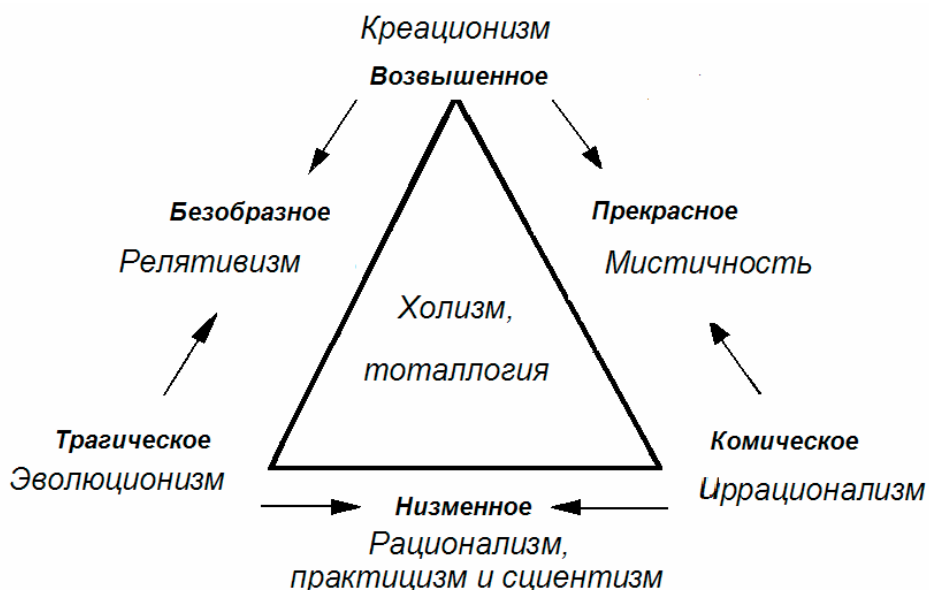 Креационизм
Возвышенное
Безобразное
Прекрасное
Релятивизм
Мистичность
Холизм,
тоталлогия
Трагическое
Комическое
Эволюционизм
Иррационализм
Низменное
Рационализм,
практицизм и сциентизм